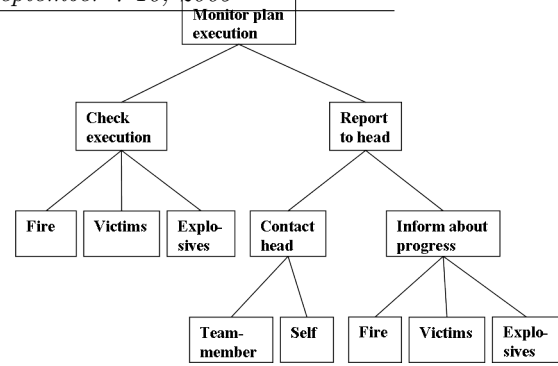 Monitor plan
execution
Check
execution
Report
to head
Fire
Victims
Explo-
sives
Contact
head
Inform about
progress
Team-
member
Self
Fire
Victims
Explo-
sives